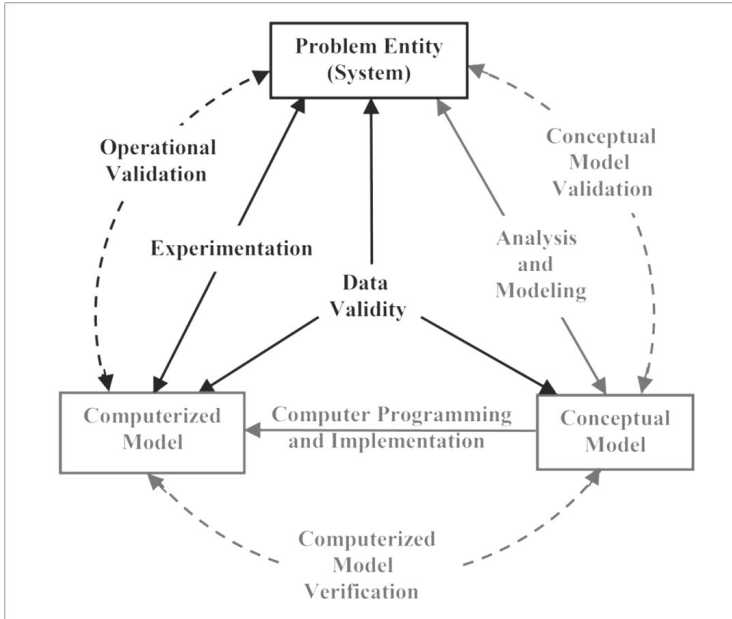 Problem Entity
(System)
Operational
Validation
Conceptual
Model
Validation
Experimentation
Analysis
and
Modeling
Data
Validity
Computerized
Model
Computer Programming
and Implementation
Conceptual
Model
Computerized
Model
Verification